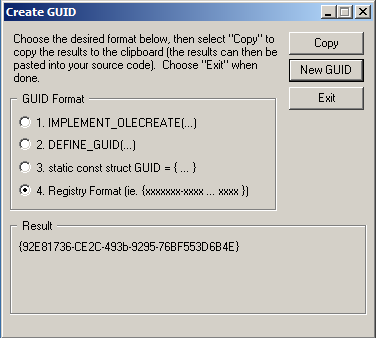 Create GUID
Choose the desired format below, then select "Copy" to
copy the results to the clipboard (the results can then be
pasted into your source code).  Choose "Exit" when
done.
Copy
New GUID
Exit
GUID Format
1. IMPLEMENT_OLECREATE(...)
2. DEFINE_GUID(...)
3. static const struct GUID = { ... }
4. Registry Format (ie. {xxxxxxx-xxxx ... xxxx })
Result
{92E81736-CE2C-493b-9295-76BF553D6B4E}